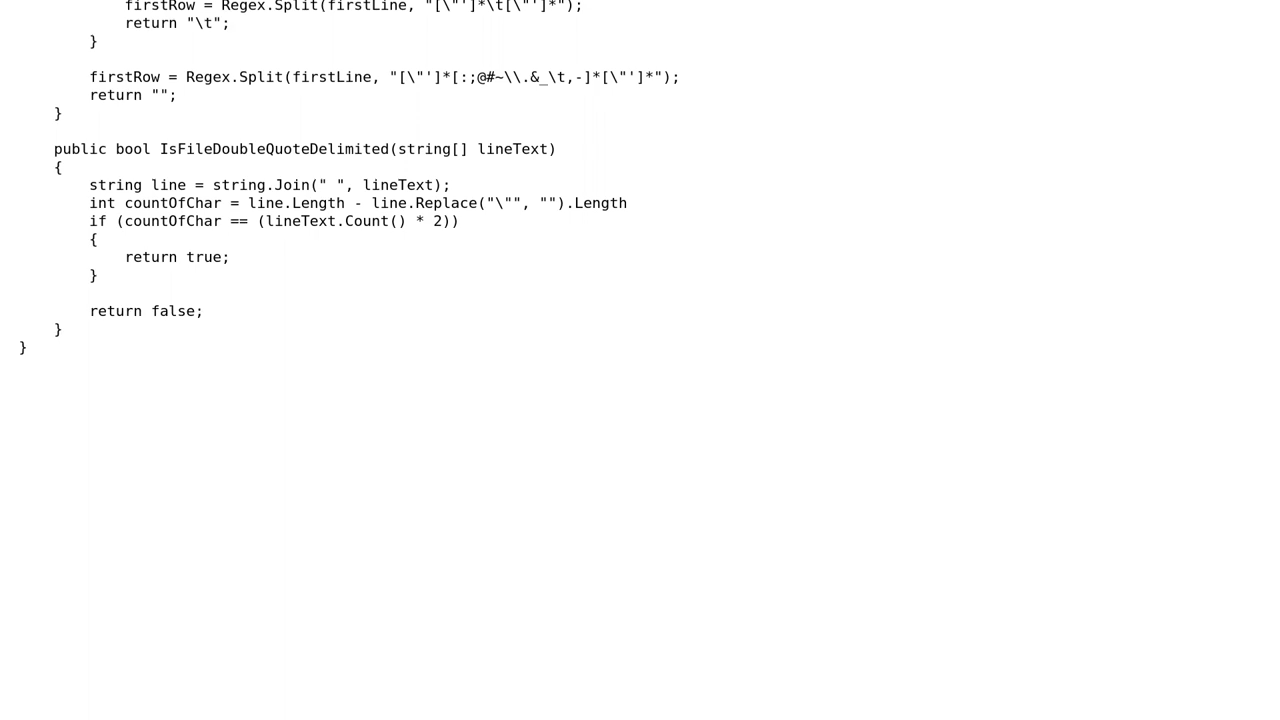 firstRow = Regex.Split(firstLine, "[\"']*\t[\"']*");
return "\t";
}
firstRow = Regex.Split(firstLine, "[\"']*[:;@#~\\.&_\t,-]*[\"']*");
return "";
}
public bool IsFileDoubleQuoteDelimited(string[] lineText)
{
string line = string.Join(" ", lineText);
int countOfChar = line.Length - line.Replace("\"", "").Length
if (countOfChar == (lineText.Count() * 2))
{
return true;
}
return false;
}
}